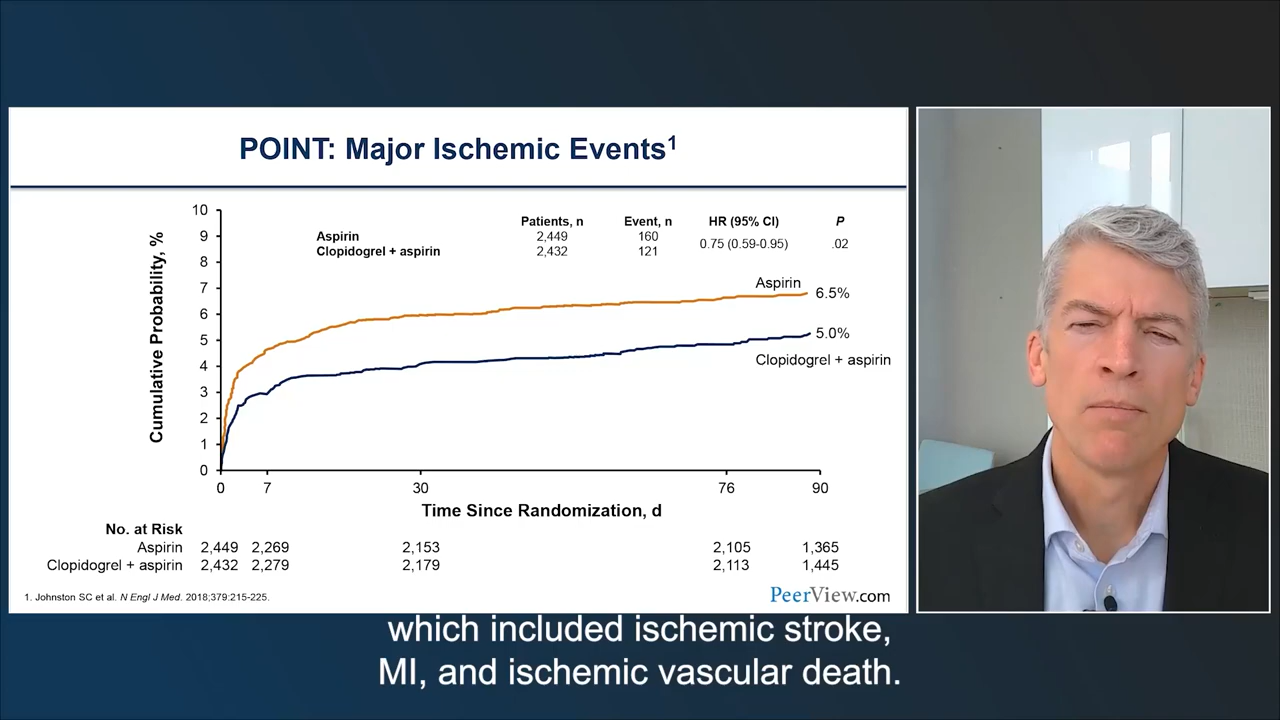 POINT: Major Ischemic Events1
Cumulative Probability, %
10
9
8
7
6
5
4
3
2
1
0
Patients, n Event, n HR (95% CI) P
Aspirin 2,449 160
0.75 (0.59-0.95) .02
Clopidogrel + aspirin 2,432 121
Aspirin
6.5%
5.0%
Clopidogrel + aspirin
0 7 30 76 90
Time Since Randomization, d
No. at Risk
Aspirin 2,449 2,269 2,153 2,105 1,365
Clopidogrel + aspirin 2,432 2,279 2,179 2,113 1,445
1. Johnston SC et al. N Engl J Med. 2018;379:215-225.
PeerView.com
which included ischemic stroke,
MI, and ischemic vascular death.